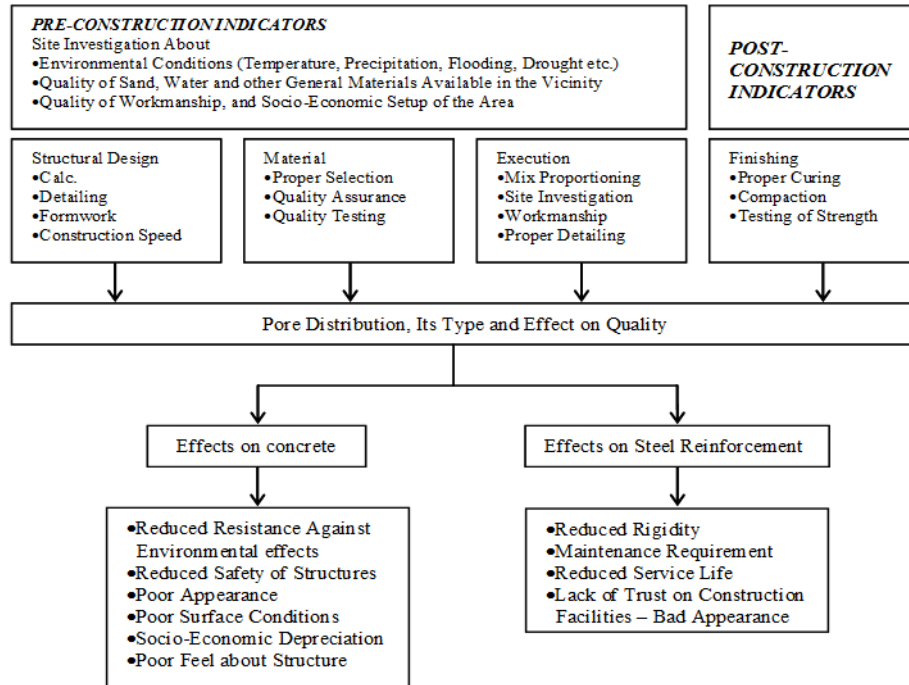 PRE-CONSTRUCTION INDICATORS
Site Investigation About
•Environmental Conditions (Temperature, Precipitation, Flooding, Drought etc.)
•Quality of Sand, Water and other General Materials Available in the Vicinity
•Quality of Workmanship, and Socio-Economic Setup of the Area
POST-
CONSTRUCTION
INDICATORS
Structural Design
•Calc.
•Detailing
•Formwork
•Construction Speed
Material
•Proper Selection
•Quality Assurance
•Quality Testing
Execution
•Mix Proportioning
•Site Investigation
•Workmanship
•Proper Detailing
Finishing
•Proper Curing
•Compaction
•Testing of Strength
Pore Distribution, Its Type and Effect on Quality
Effects on concrete
Effects on Steel Reinforcement
•Reduced Resistance Against
Environmental effects
•Reduced Safety of Structures
•Poor Appearance
•Poor Surface Conditions
•Socio-Economic Depreciation
•Poor Feel about Structure
•Reduced Rigidity
•Maintenance Requirement
•Reduced Service Life
•Lack of Trust on Construction
Facilities – Bad Appearance